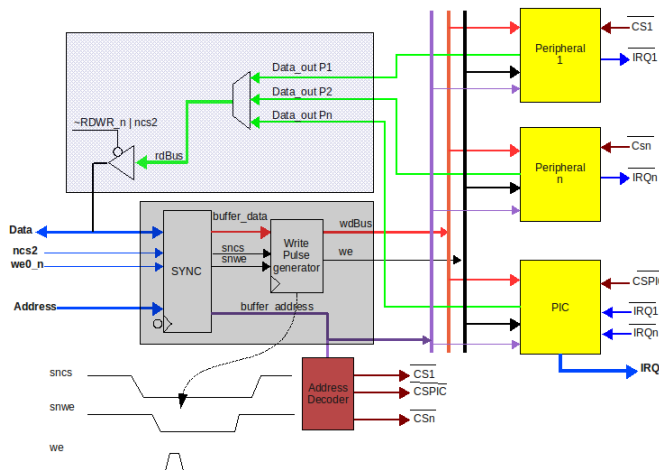 Data_out P1
Data_out P2
Data_out Pn
~RDWR_n | ncs2
rdBus
Peripheral
1
CS1
IRQ1
Peripheral
n
Csn
IRQn
PIC
CSPIC
IRQ1
IRQn
IRQ
Data
ncs2
we0_n
Address
SYNC
buffer_data
sncs
snwe
Write
Pulse
generator
wdBus
we
buffer_address
Address
Decoder
CS1
CSPIC
CSn
sncs
snwe
we